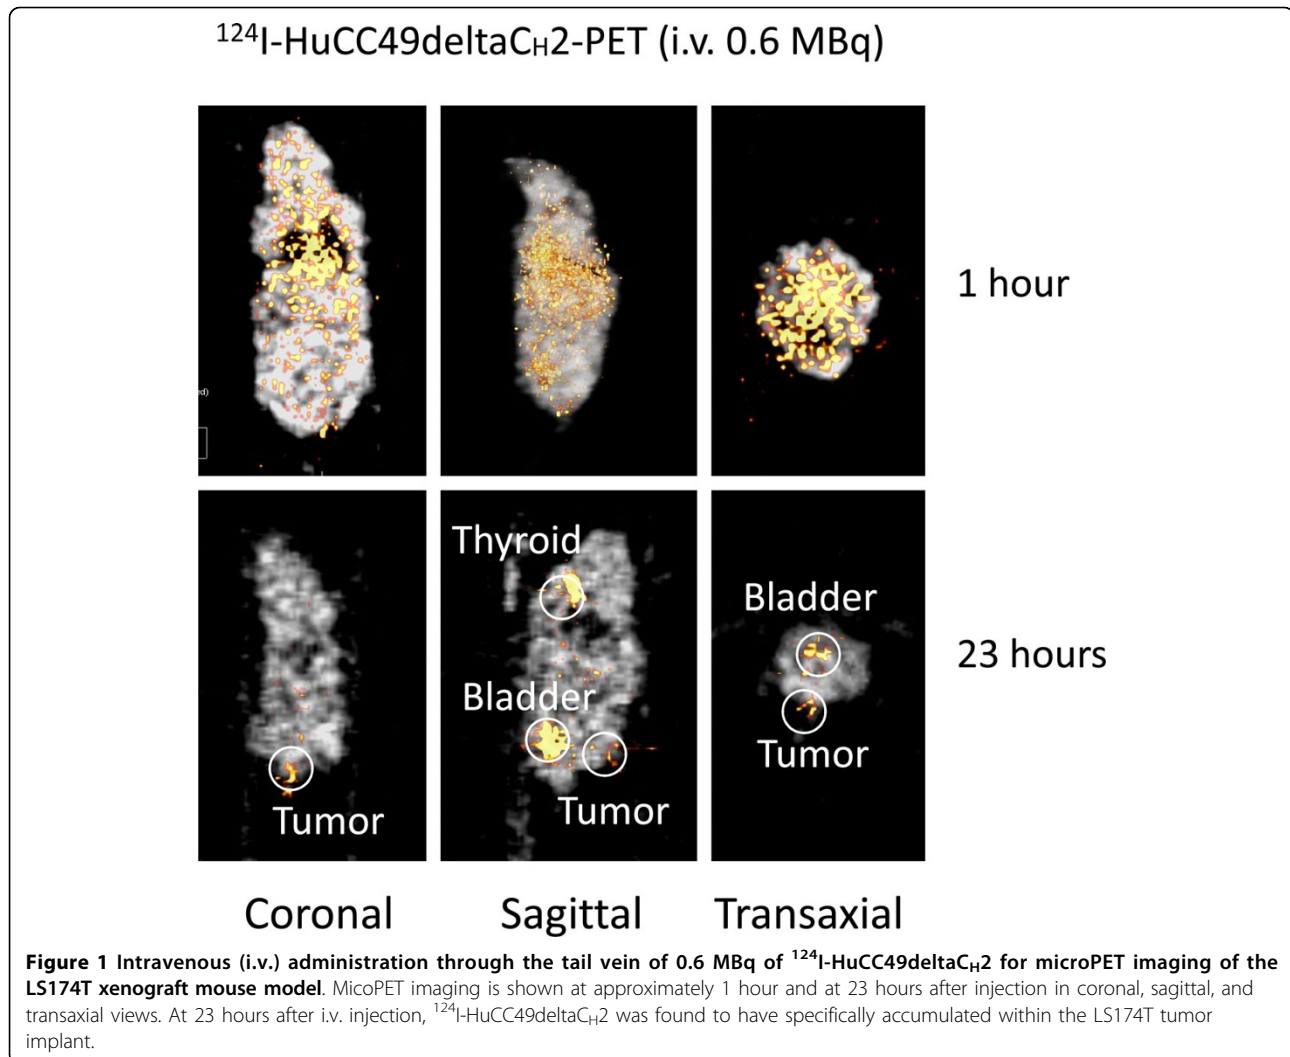 ¹²⁴I-HuCC49deltaC_H2-PET (i.v. 0.6 MBq)
1 hour
ed)
Thyroid
Bladder
Tumor
Tumor
Bladder
Tumor
23 hours
Coronal Sagittal Transaxial
Figure 1 Intravenous (i.v.) administration through the tail vein of 0.6 MBq of ¹²⁴I-HuCC49deltaC_H2 for microPET imaging of the
LS174T xenograft mouse model. MicoPET imaging is shown at approximately 1 hour and at 23 hours after injection in coronal, sagittal, and
transaxial views. At 23 hours after i.v. injection, ¹²⁴I-HuCC49deltaC_H2 was found to have specifically accumulated within the LS174T tumor
implant.